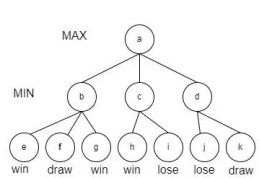 MAX
a
MIN
b c d
e f g h i j k
win draw win win lose lose draw